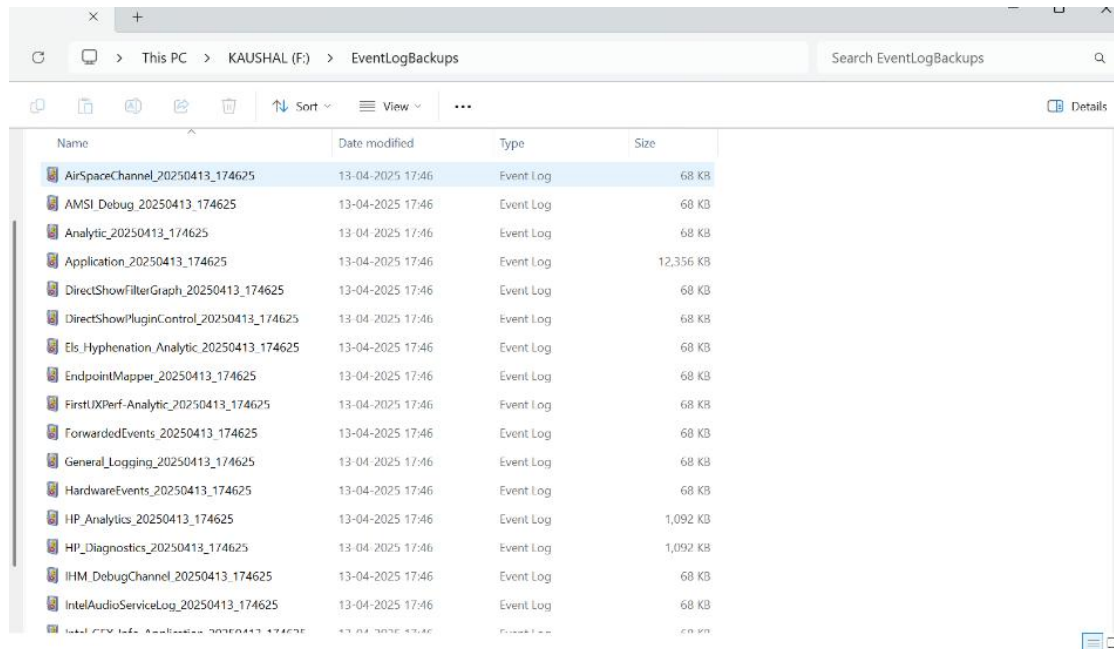 This PC > KAUSHAL (F:) > EventLogBackups Search EventLogBackups
Sort View ... Details
Name Date modified Type Size
AirSpaceChannel_20250413_174625 13-04-2025 17:46 Event Log 68 KB
AMSI_Debug_20250413_174625 13-04-2025 17:46 Event Log 68 KB
Analytic_20250413_174625 13-04-2025 17:46 Event Log 68 KB
Application_20250413_174625 13-04-2025 17:46 Event Log 12,356 KB
DirectShowFilterGraph_20250413_174625 13-04-2025 17:46 Event Log 68 KB
DirectShowPluginControl_20250413_174625 13-04-2025 17:46 Event Log 68 KB
Els_Hyphenation_Analytic_20250413_174625 13-04-2025 17:46 Event Log 68 KB
EndpointMapper_20250413_174625 13-04-2025 17:46 Event Log 68 KB
FirstUXPerf-Analytic_20250413_174625 13-04-2025 17:46 Event Log 68 KB
ForwardedEvents_20250413_174625 13-04-2025 17:46 Event Log 68 KB
General_Logging_20250413_174625 13-04-2025 17:46 Event Log 68 KB
HardwareEvents_20250413_174625 13-04-2025 17:46 Event Log 68 KB
HP_Analytics_20250413_174625 13-04-2025 17:46 Event Log 1,092 KB
HP_Diagnostics_20250413_174625 13-04-2025 17:46 Event Log 1,092 KB
IHM_DebugChannel_20250413_174625 13-04-2025 17:46 Event Log 68 KB
IntelAudioServiceLog_20250413_174625 13-04-2025 17:46 Event Log 68 KB